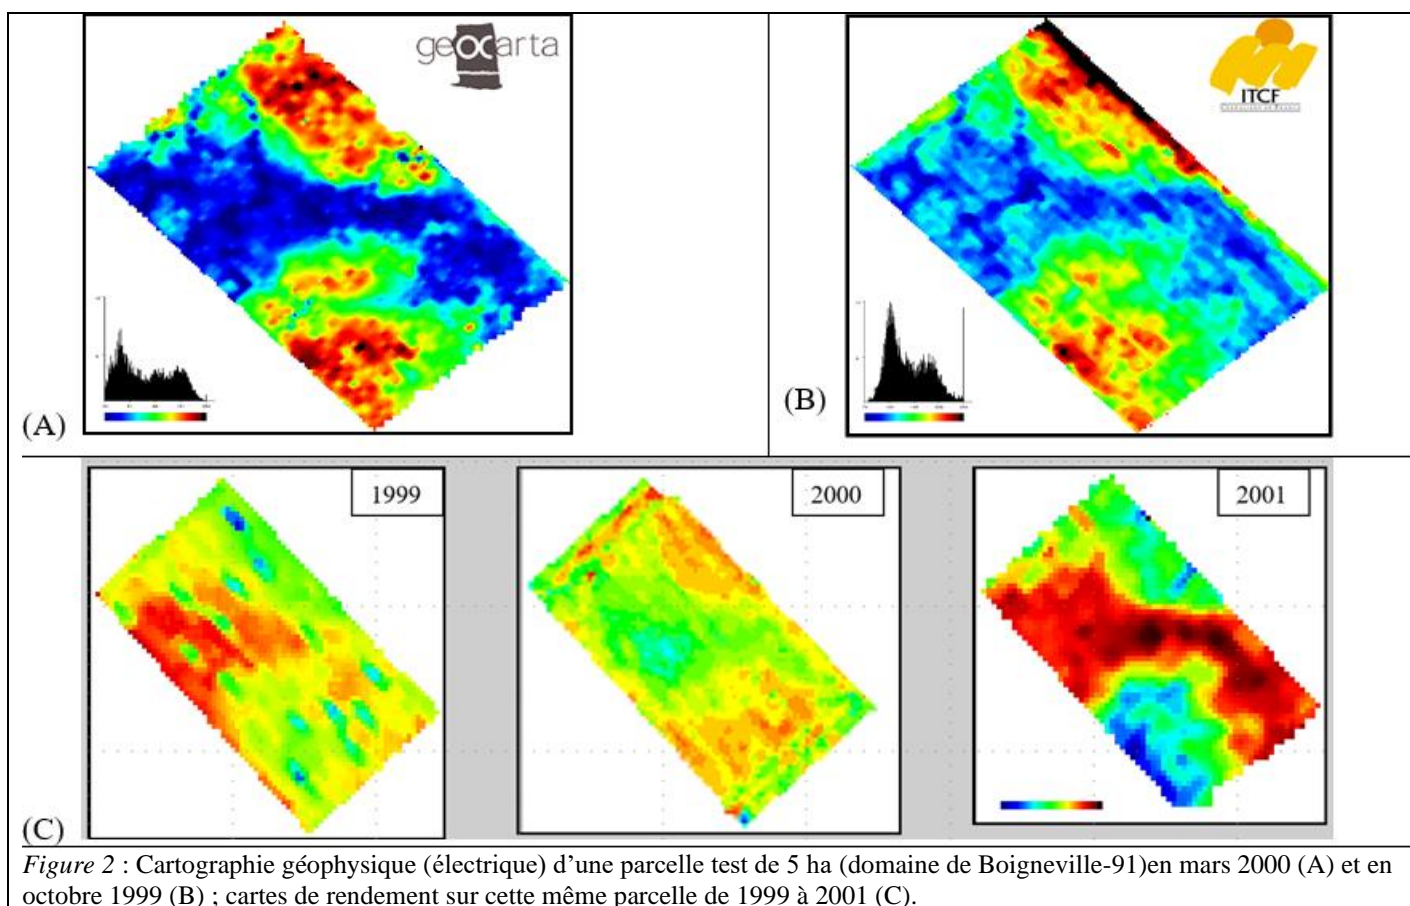 geocarta
ITCF
(A)
(B)
1999
2000
2001
(C)
Figure 2 : Cartographie géophysique (électrique) d’une parcelle test de 5 ha (domaine de Boigneville-91)en mars 2000 (A) et en
octobre 1999 (B) ; cartes de rendement sur cette même parcelle de 1999 à 2001 (C).